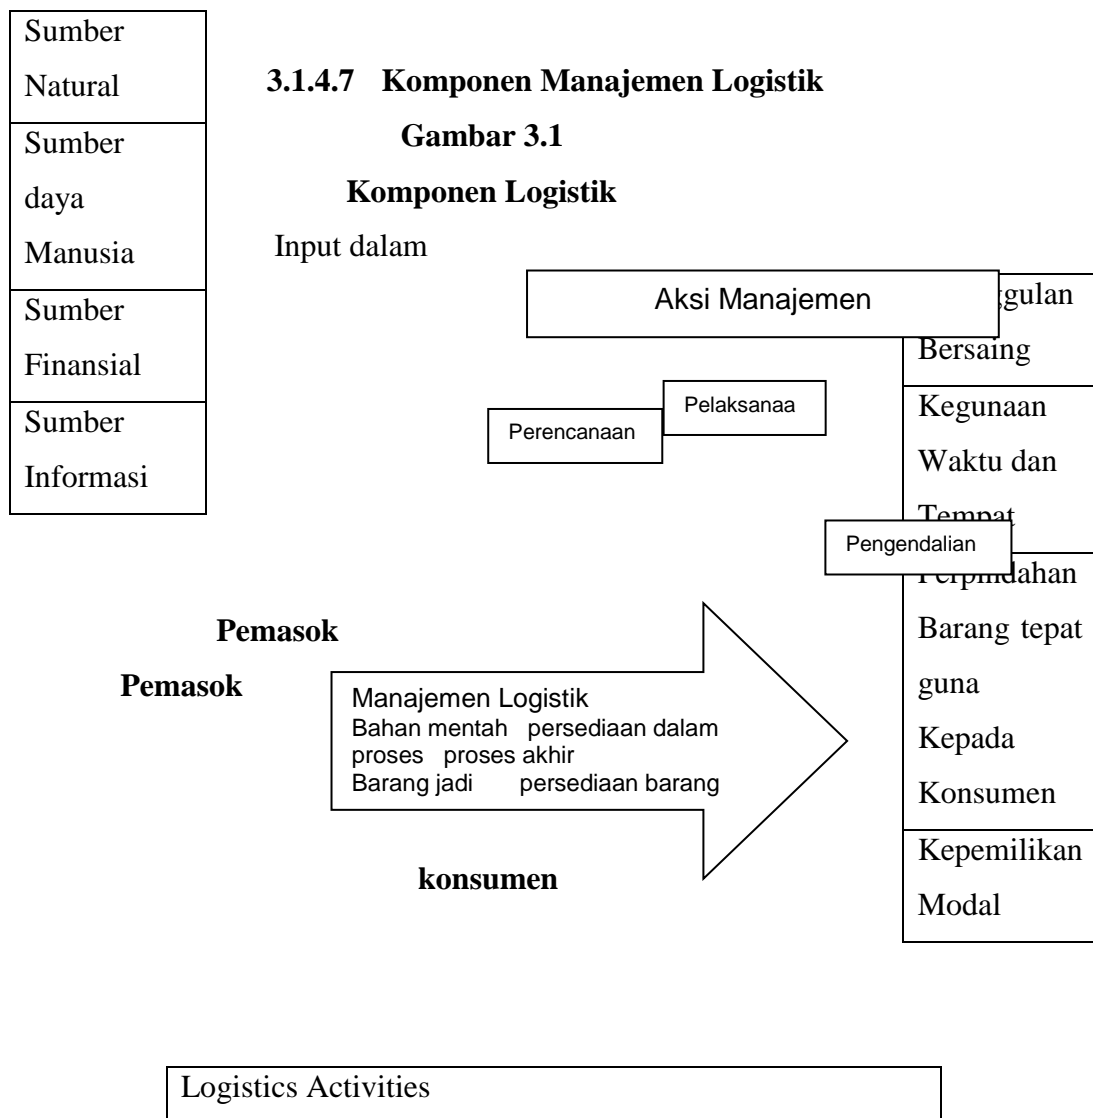 Sumber
Natural
Sumber
daya
Manusia
Sumber
Finansial
Sumber
Informasi
3.1.4.7 Komponen Manajemen Logistik
Gambar 3.1
Komponen Logistik
Input dalam
Aksi Manajemen
Perencanaan
Pelaksanaa
Pengendalian
Bersaing
Kegunaan
Waktu dan
Tempat
Perpindahan
Barang tepat
guna
Kepada
Konsumen
Kepemilikan
Modal
Pemasok
Pemasok
Manajemen Logistik
Bahan mentah persediaan dalam
proses proses akhir
Barang jadi persediaan barang
konsumen
Logistics Activities